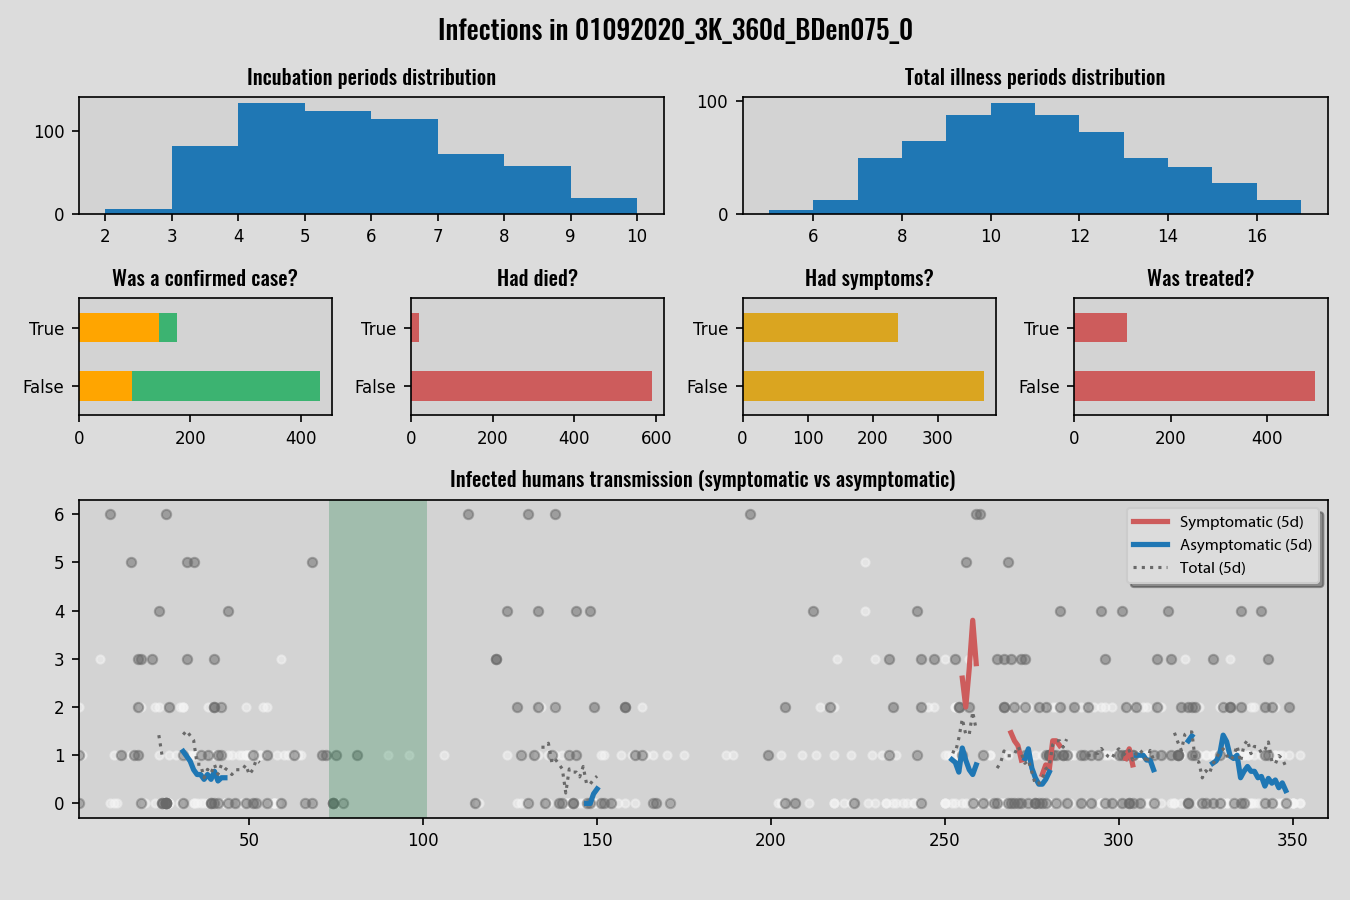 Infections in 01092020_3K_360d_BDen075_0
Incubation periods distribution
Total illness periods distribution
100
0
2 3 4 5 6 7 8 9 10
100
0
6 8 10 12 14 16
Was a confirmed case?
Had died?
Had symptoms?
Was treated?
True
False
0 200 400
True
False
0 200 400 600
True
False
0 100 200 300
True
False
0 200 400
Infected humans transmission (symptomatic vs asymptomatic)
6
5
4
3
2
1
0
50 100 150 200 250 300 350
Symptomatic (5d)
Asymptomatic (5d)
Total (5d)